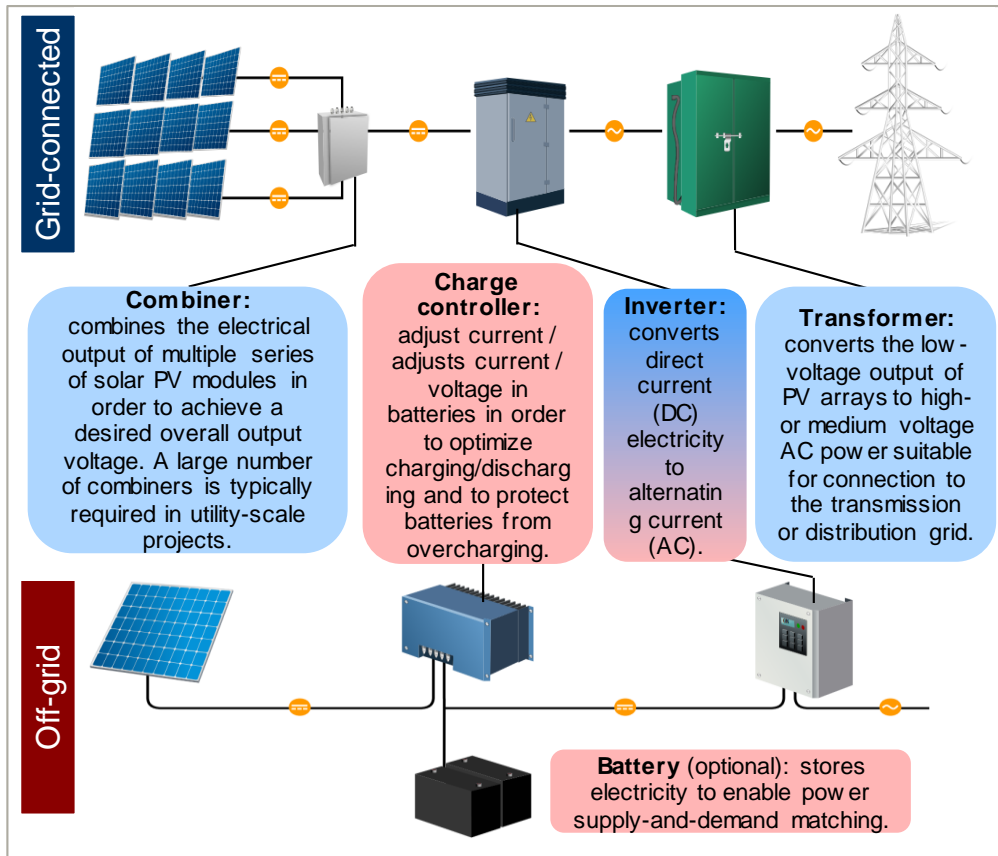 Grid-connected
Combiner:
combines the electrical
output of multiple series
of solar PV modules in
order to achieve a
desired overall output
voltage. A large number
of combiners is typically
required in utility-scale
projects.
Charge
controller:
adjust current /
adjusts current /
voltage in
batteries in order
to optimize
charging/discharg
ing and to protect
batteries from
overcharging.
Inverter:
converts
direct
current
(DC)
electricity
to
alternatin
g current
(AC).
Transformer:
converts the low-
voltage output of
PV arrays to high-
or medium voltage
AC power suitable
for connection to
the transmission
or distribution grid.
Off-grid
Battery (optional): stores
electricity to enable power
supply-and-demand matching.